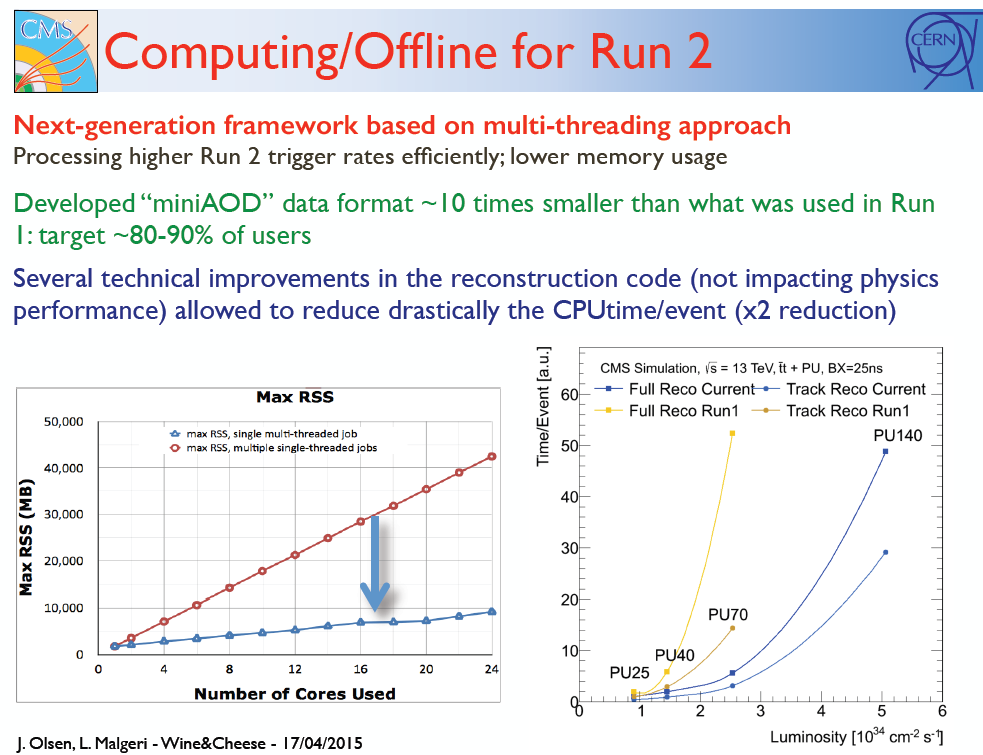 CMS
Computing/Offline for Run 2
CERN
Next-generation framework based on multi-threading approach
Processing higher Run 2 trigger rates efficiently; lower memory usage
Developed “miniAOD” data format ~10 times smaller than what was used in Run
1: target ~80-90% of users
Several technical improvements in the reconstruction code (not impacting physics
performance) allowed to reduce drastically the CPUtime/event (x2 reduction)
Max RSS
max RSS, single multi-threaded job
max RSS, multiple single-threaded jobs
Max RSS (MB)
50,000
40,000
30,000
20,000
10,000
0
0 4 8 12 16 20 24
Number of Cores Used
Time/Event [a.u.]
CMS Simulation, √s = 13 TeV, t̄t + PU, BX=25ns
Full Reco Current Track Reco Current
Full Reco Run1 Track Reco Run1
60
50
40
30
20
10
0
PU140
PU70
PU40
PU25
0 1 2 3 4 5 6
Luminosity [10³⁴ cm⁻² s⁻¹]
J. Olsen, L. Malgeri - Wine&Cheese - 17/04/2015